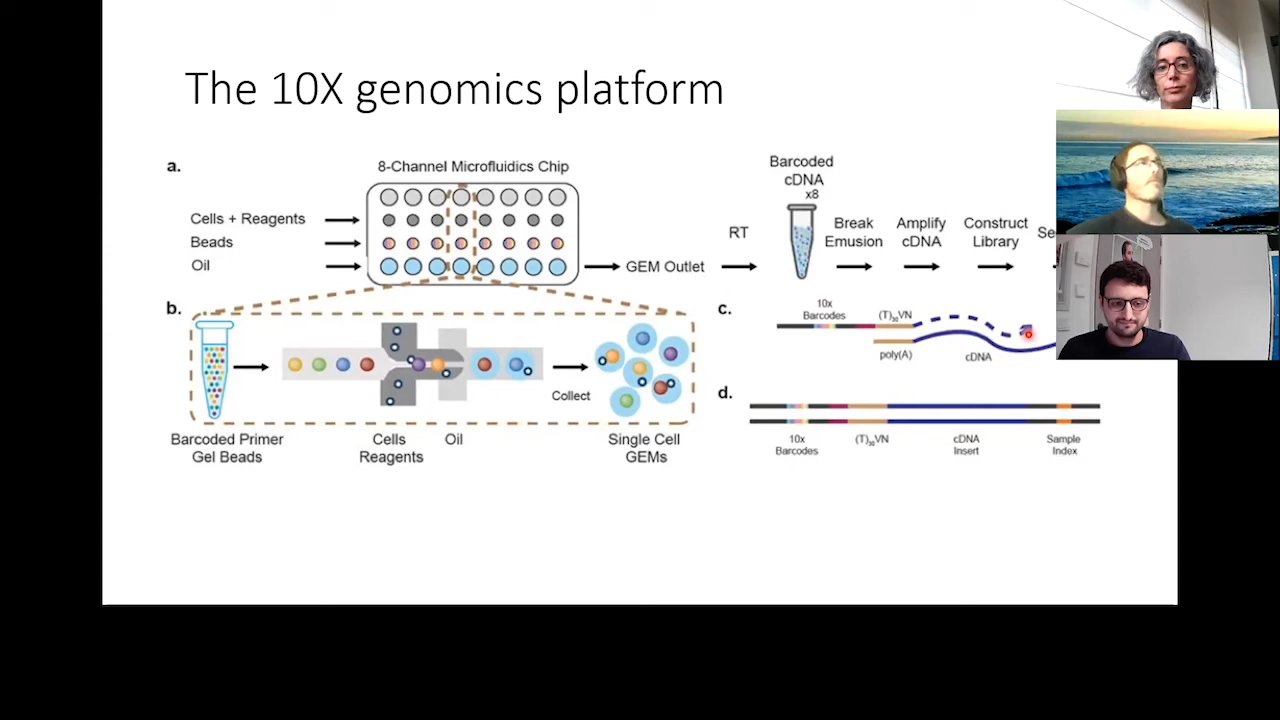 The 10X genomics platform
a.
8-Channel Microfluidics Chip
Cells + Reagents
Beads
Oil
GEM Outlet
RT
Barcoded
cDNA
x8
Break
Emusion
Amplify
cDNA
Construct
Library
Se
b.
Collect
Barcoded Primer
Gel Beads
Cells
Reagents
Oil
Single Cell
GEMs
c.
10x
Barcodes
(T)30VN
poly(A)
cDNA
d.
10x
Barcodes
(T)30VN
cDNA
Insert
Sample
Index